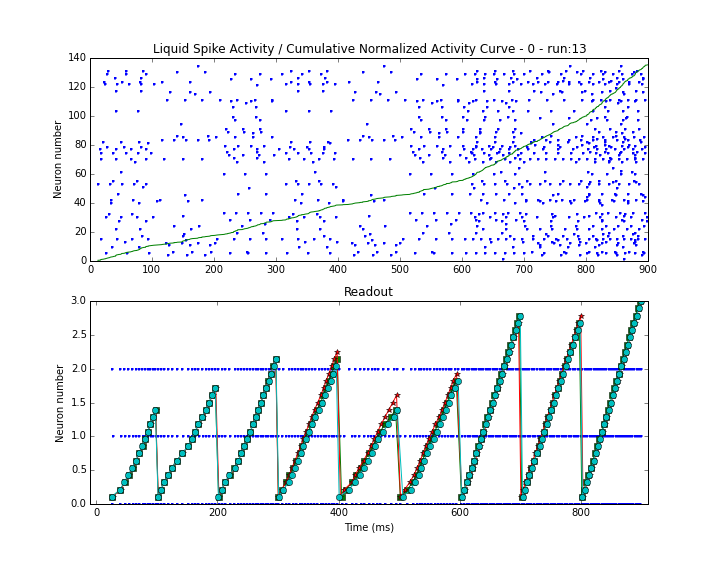 Liquid Spike Activity / Cumulative Normalized Activity Curve - 0 - run:13
140
120
100
80
60
40
20
0
Neuron number
0 100 200 300 400 500 600 700 800 900
Readout
3.0
2.5
2.0
1.5
1.0
0.5
0.0
Neuron number
0 200 400 600 800
Time (ms)